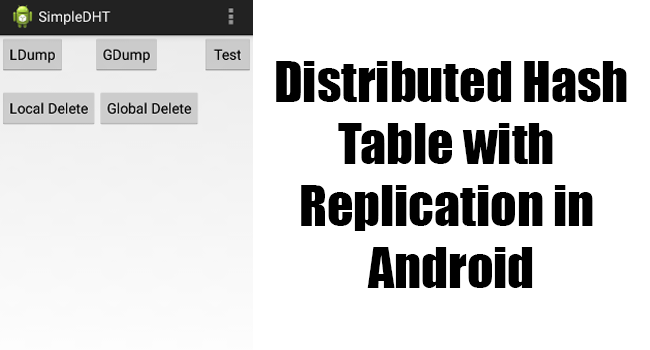 SimpleDHT
LDump GDump Test
Local Delete Global Delete
Distributed Hash
Table with
Replication in
Android